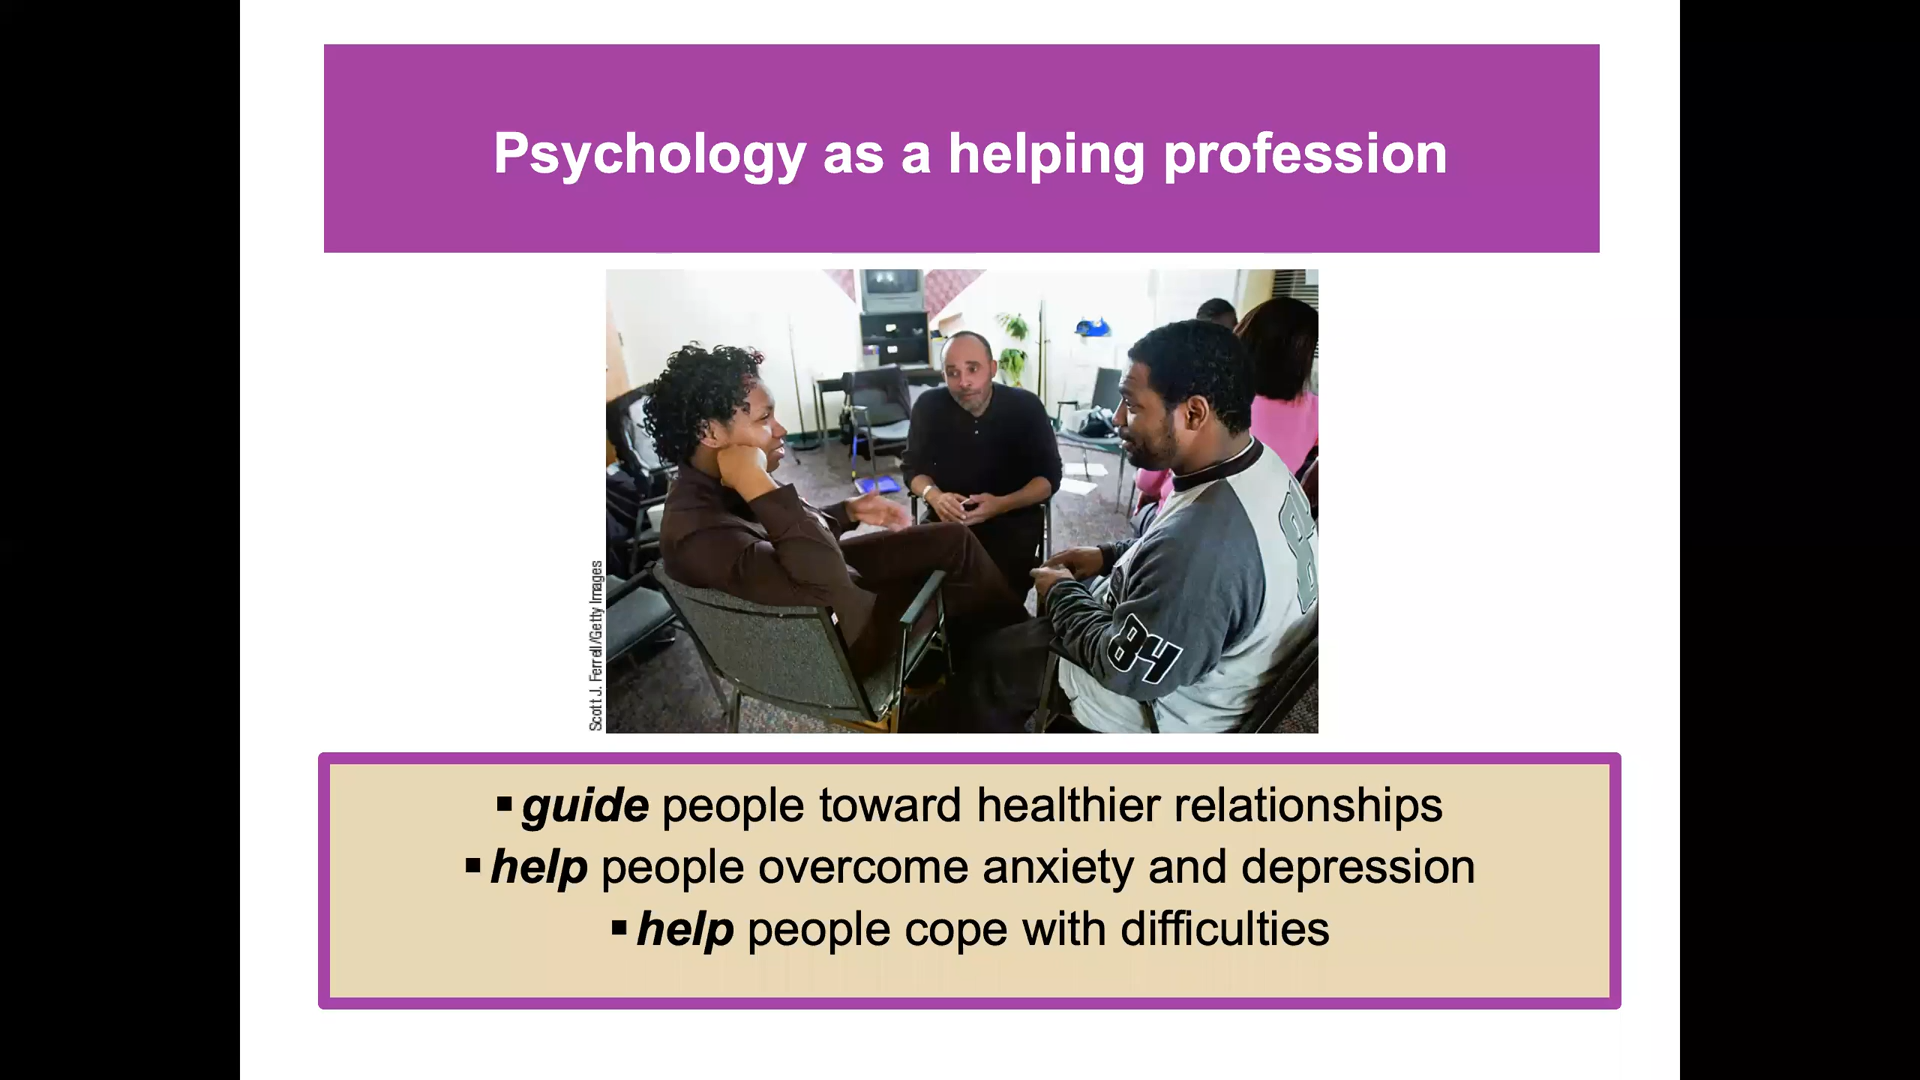 Psychology as a helping profession
Scott J. Ferrell/Getty Images
84
▪guide people toward healthier relationships
▪help people overcome anxiety and depression
▪help people cope with difficulties